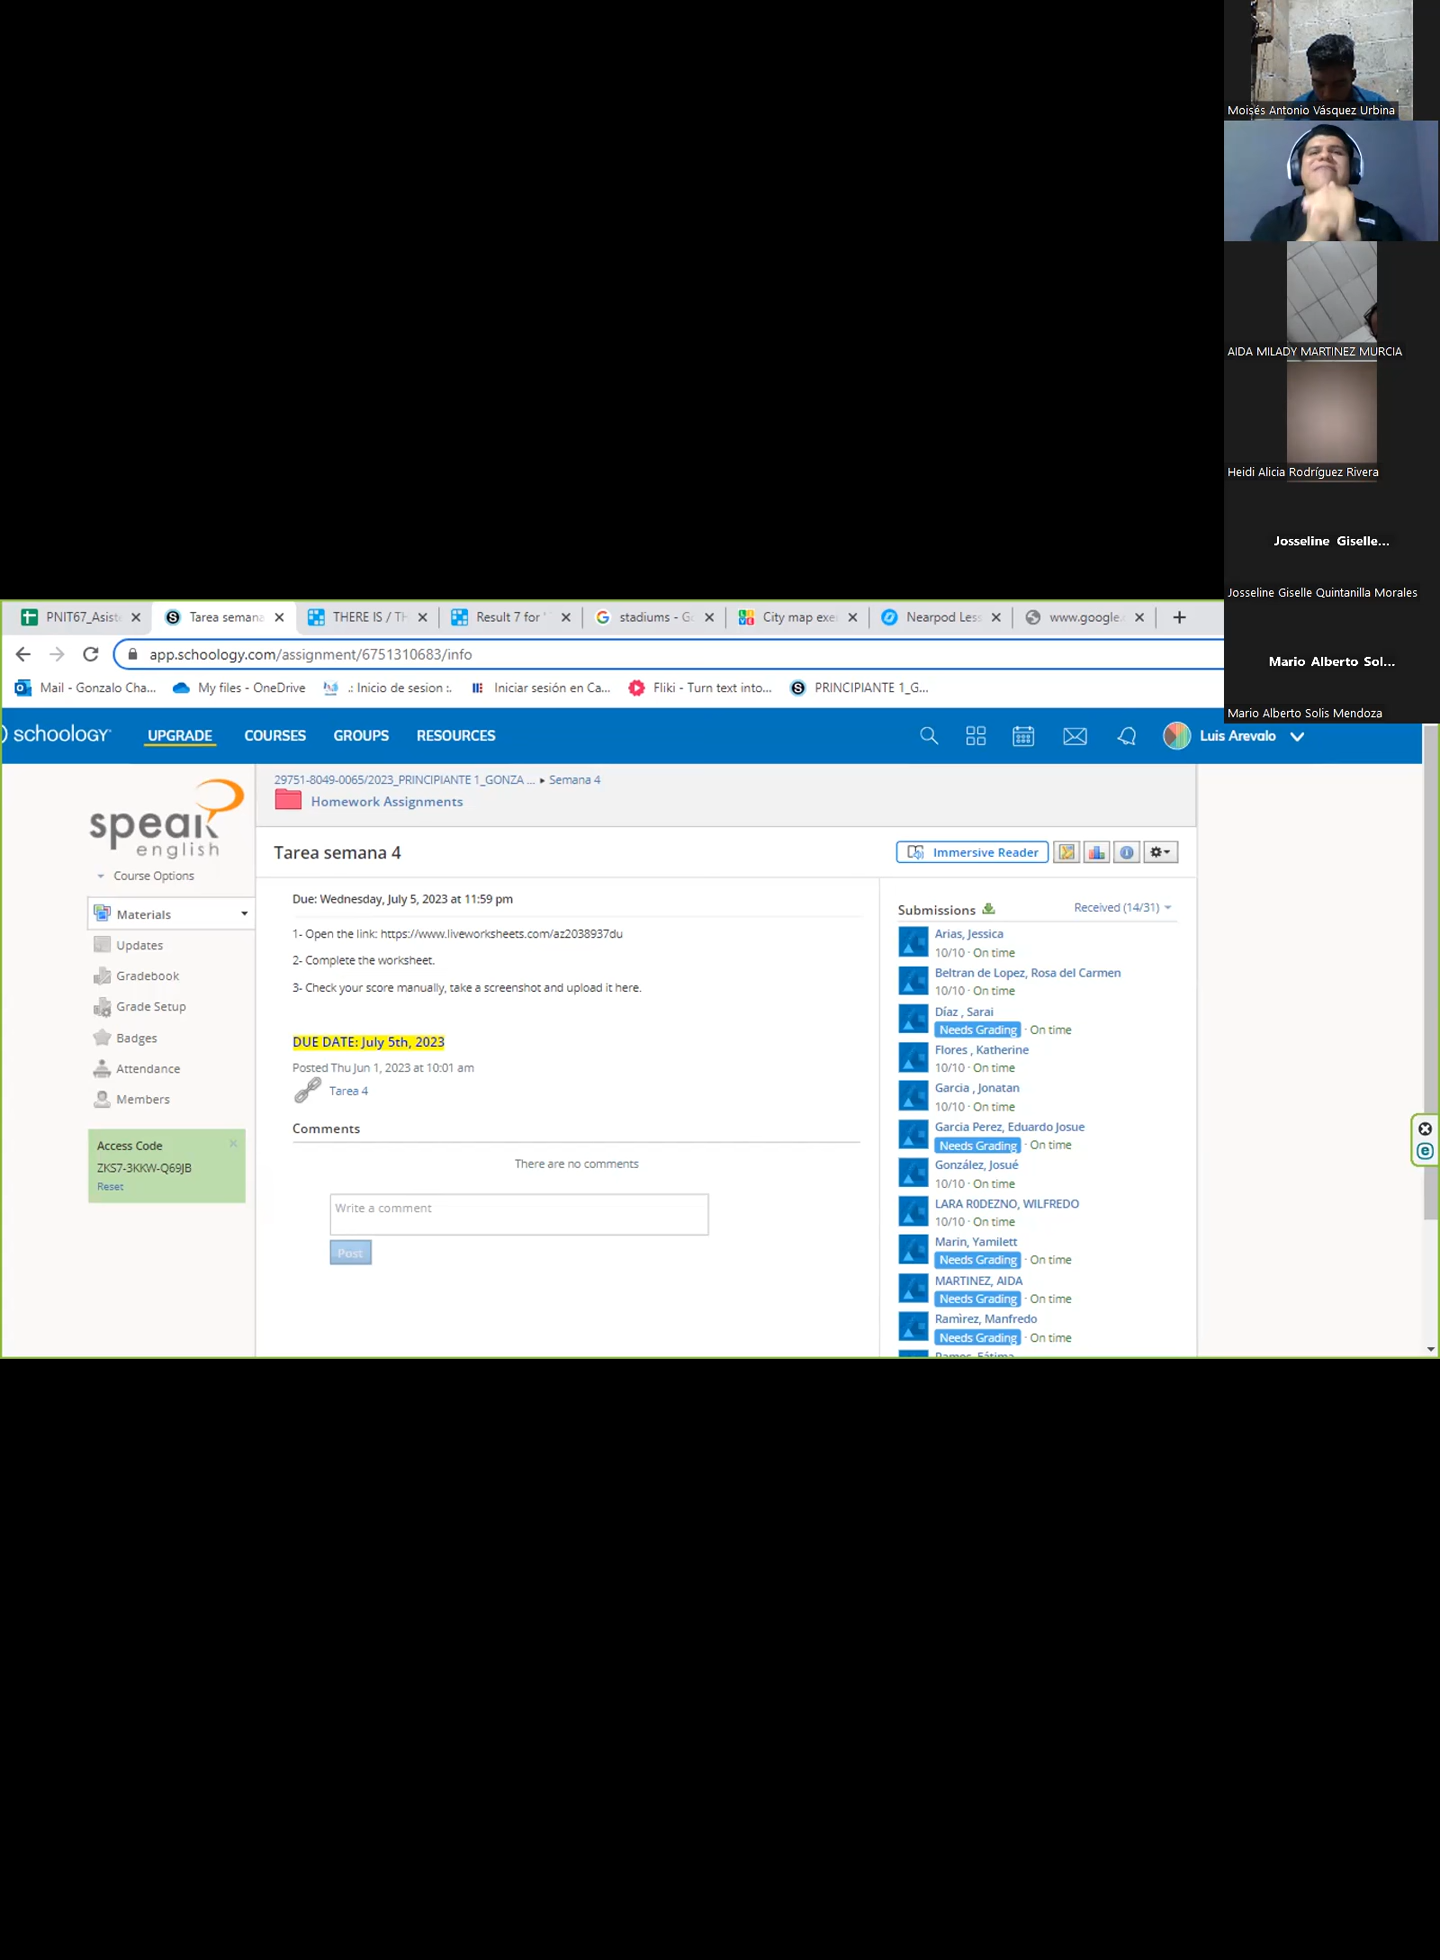 Moisés Antonio Vásquez Urbina
AIDA MILADY MARTINEZ MURCIA
Heidi Alicia Rodríguez Rivera
Josseline Giselle...
Josseline Giselle Quintanilla Morales
Mario Alberto Sol...
Mario Alberto Solis Mendoza
PNIT67_Asist
Tarea semana
THERE IS / TH
Result 7 for
stadiums - Go
City map exe
Nearpod Less
www.google.
app.schoology.com/assignment/6751310683/info
Mail - Gonzalo Cha...
My files - OneDrive
.: Inicio de sesion :.
Iniciar sesión en Ca...
Fliki - Turn text into...
PRINCIPIANTE 1_G...
schoology
UPGRADE
COURSES
GROUPS
RESOURCES
Luis Arevalo
speak
english
Course Options
Materials
Updates
Gradebook
Grade Setup
Badges
Attendance
Members
Access Code
ZKS7-3KKW-Q69JB
Reset
29751-8049-0065/2023_PRINCIPIANTE 1_GONZA ... ▸ Semana 4
Homework Assignments
Tarea semana 4
Immersive Reader
Due: Wednesday, July 5, 2023 at 11:59 pm
1- Open the link: https://www.liveworksheets.com/az2038937du
2- Complete the worksheet.
3- Check your score manually, take a screenshot and upload it here.
DUE DATE: July 5th, 2023
Posted Thu Jun 1, 2023 at 10:01 am
Tarea 4
Comments
There are no comments
Write a comment
Post
Submissions
Received (14/31)
Arias, Jessica
10/10 · On time
Beltran de Lopez, Rosa del Carmen
10/10 · On time
Díaz , Sarai
Needs Grading · On time
Flores , Katherine
10/10 · On time
Garcia , Jonatan
10/10 · On time
Garcia Perez, Eduardo Josue
Needs Grading · On time
González, Josué
10/10 · On time
LARA R0DEZNO, WILFREDO
10/10 · On time
Marin, Yamilett
Needs Grading · On time
MARTINEZ, AIDA
Needs Grading · On time
Ramìrez, Manfredo
Needs Grading · On time
Ramos, Fátima